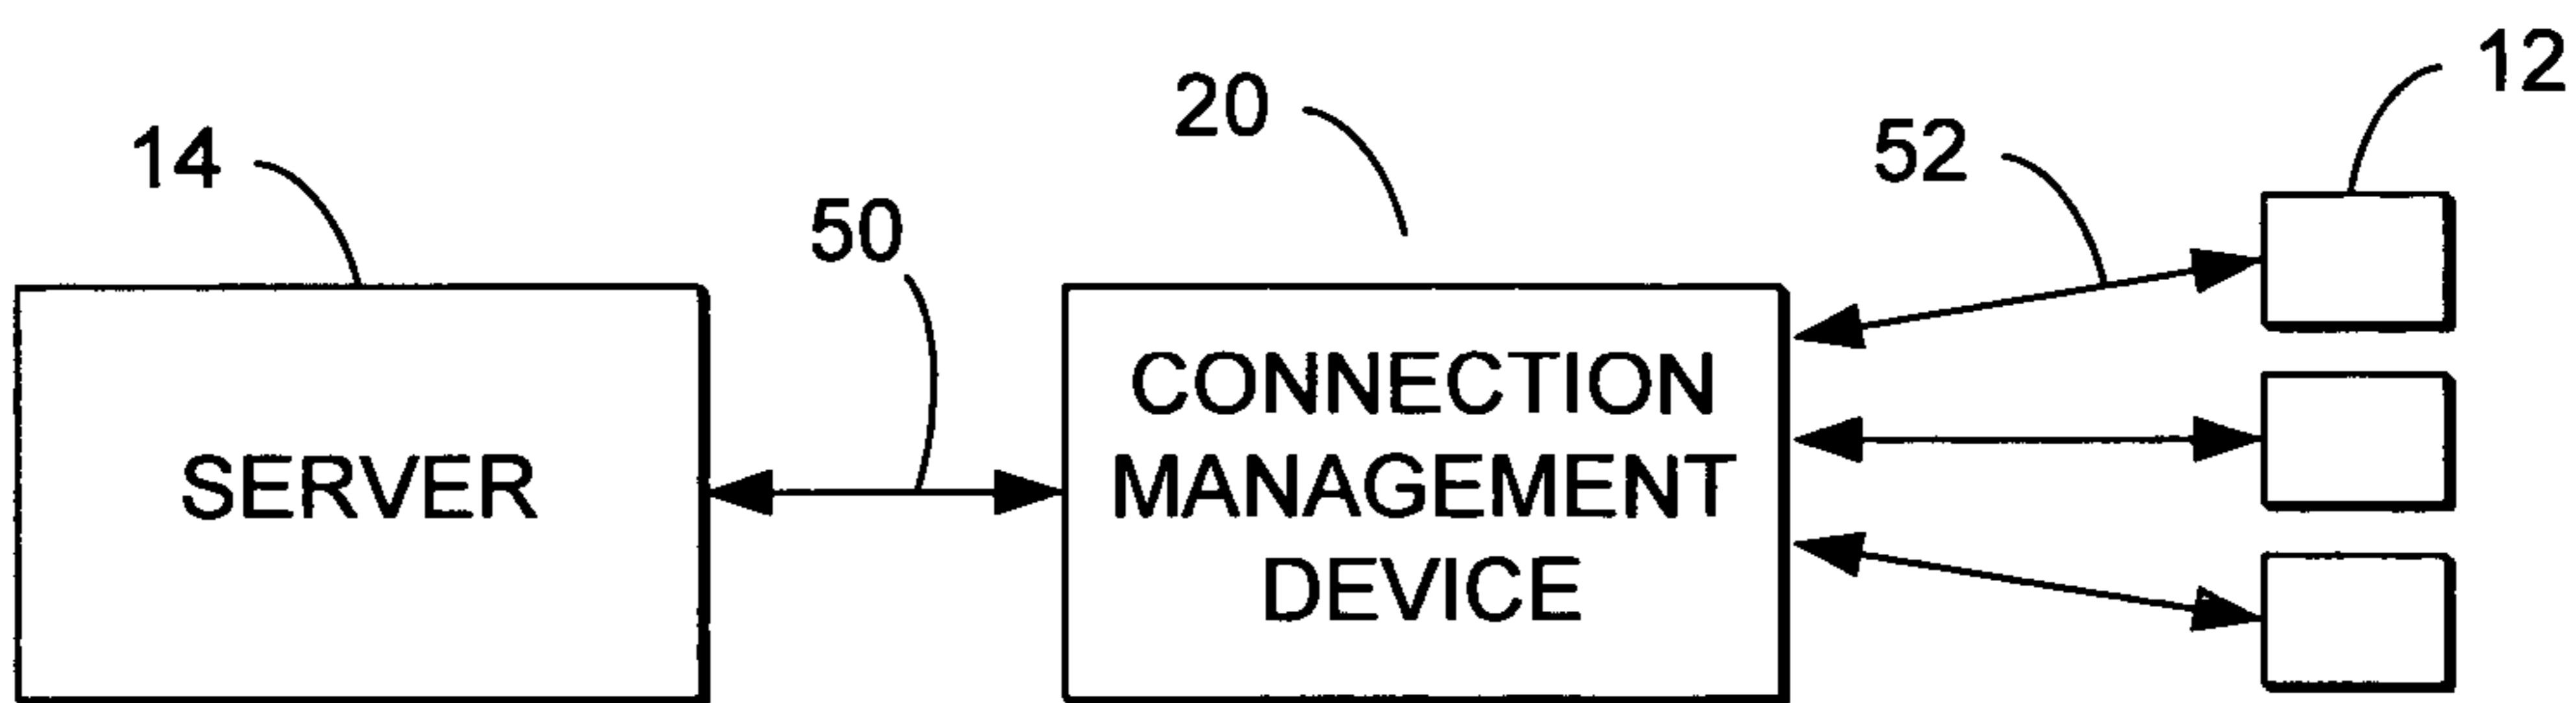 12
20
52
14
50
CONNECTION
MANAGEMENT
DEVICE
SERVER